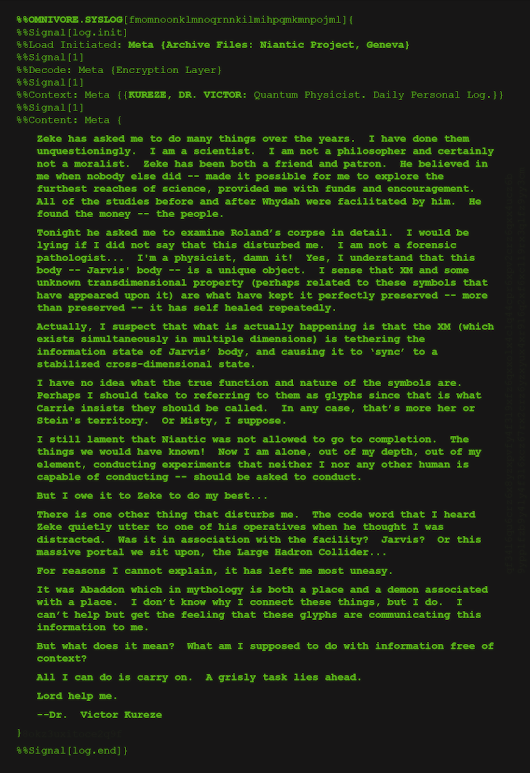 %%OMNIVORE.SYSLOG[fmomnoonklmnoqrnnkilmihpqmkmnpojml]{
%%Signal[log.init]
%%Load Initiated: Meta {Archive Files: Niantic Project, Geneva}
%%Signal[1]
%%Decode: Meta {Encryption Layer}
%%Signal[1]
%%Context: Meta {{KUREZE, DR. VICTOR: Quantum Physicist. Daily Personal Log.}}
%%Signal[1]
%%Content: Meta {
Zeke has asked me to do many things over the years.  I have done them
unquestioningly.  I am a scientist.  I am not a philosopher and certainly
not a moralist.  Zeke has been both a friend and patron.  He believed in
me when nobody else did -- made it possible for me to explore the
furthest reaches of science, provided me with funds and encouragement.
All of the studies before and after Whydah were facilitated by him.  He
found the money -- the people.
Tonight he asked me to examine Roland’s corpse in detail.  I would be
lying if I did not say that this disturbed me.  I am not a forensic
pathologist...  I'm a physicist, damn it!  Yes, I understand that this
body -- Jarvis' body -- is a unique object.  I sense that XM and some
unknown transdimensional property (perhaps related to these symbols that
have appeared upon it) are what have kept it perfectly preserved -- more
than preserved -- it has self healed repeatedly.
Actually, I suspect that what is actually happening is that the XM (which
exists simultaneously in multiple dimensions) is tethering the
information state of Jarvis’ body, and causing it to ‘sync’ to a
stabilized cross-dimensional state.
I have no idea what the true function and nature of the symbols are.
Perhaps I should take to referring to them as glyphs since that is what
Carrie insists they should be called.  In any case, that’s more her or
Stein's territory.  Or Misty, I suppose.
I still lament that Niantic was not allowed to go to completion.  The
things we would have known!  Now I am alone, out of my depth, out of my
element, conducting experiments that neither I nor any other human is
capable of conducting -- should be asked to conduct.
But I owe it to Zeke to do my best...
There is one other thing that disturbs me.  The code word that I heard
Zeke quietly utter to one of his operatives when he thought I was
distracted.  Was it in association with the facility?  Jarvis?  Or this
massive portal we sit upon, the Large Hadron Collider...
For reasons I cannot explain, it has left me most uneasy.
It was Abaddon which in mythology is both a place and a demon associated
with a place.  I don’t know why I connect these things, but I do.  I
can’t help but get the feeling that these glyphs are communicating this
information to me.
But what does it mean?  What am I supposed to do with information free of
context?
All I can do is carry on.  A grisly task lies ahead.
Lord help me.
--Dr.  Victor Kureze
}
%%Signal[log.end]}